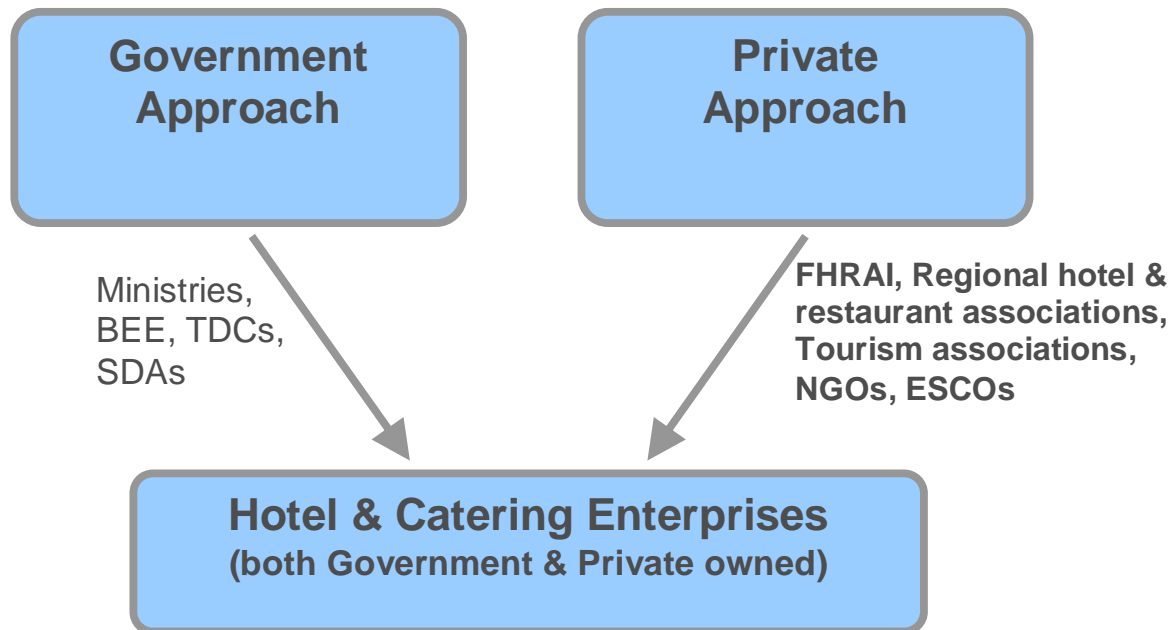 Government
Approach
Private
Approach
Ministries,
BEE, TDCs,
SDAs
FHRAI, Regional hotel &
restaurant associations,
Tourism associations,
NGOs, ESCOs
Hotel & Catering Enterprises
(both Government & Private owned)